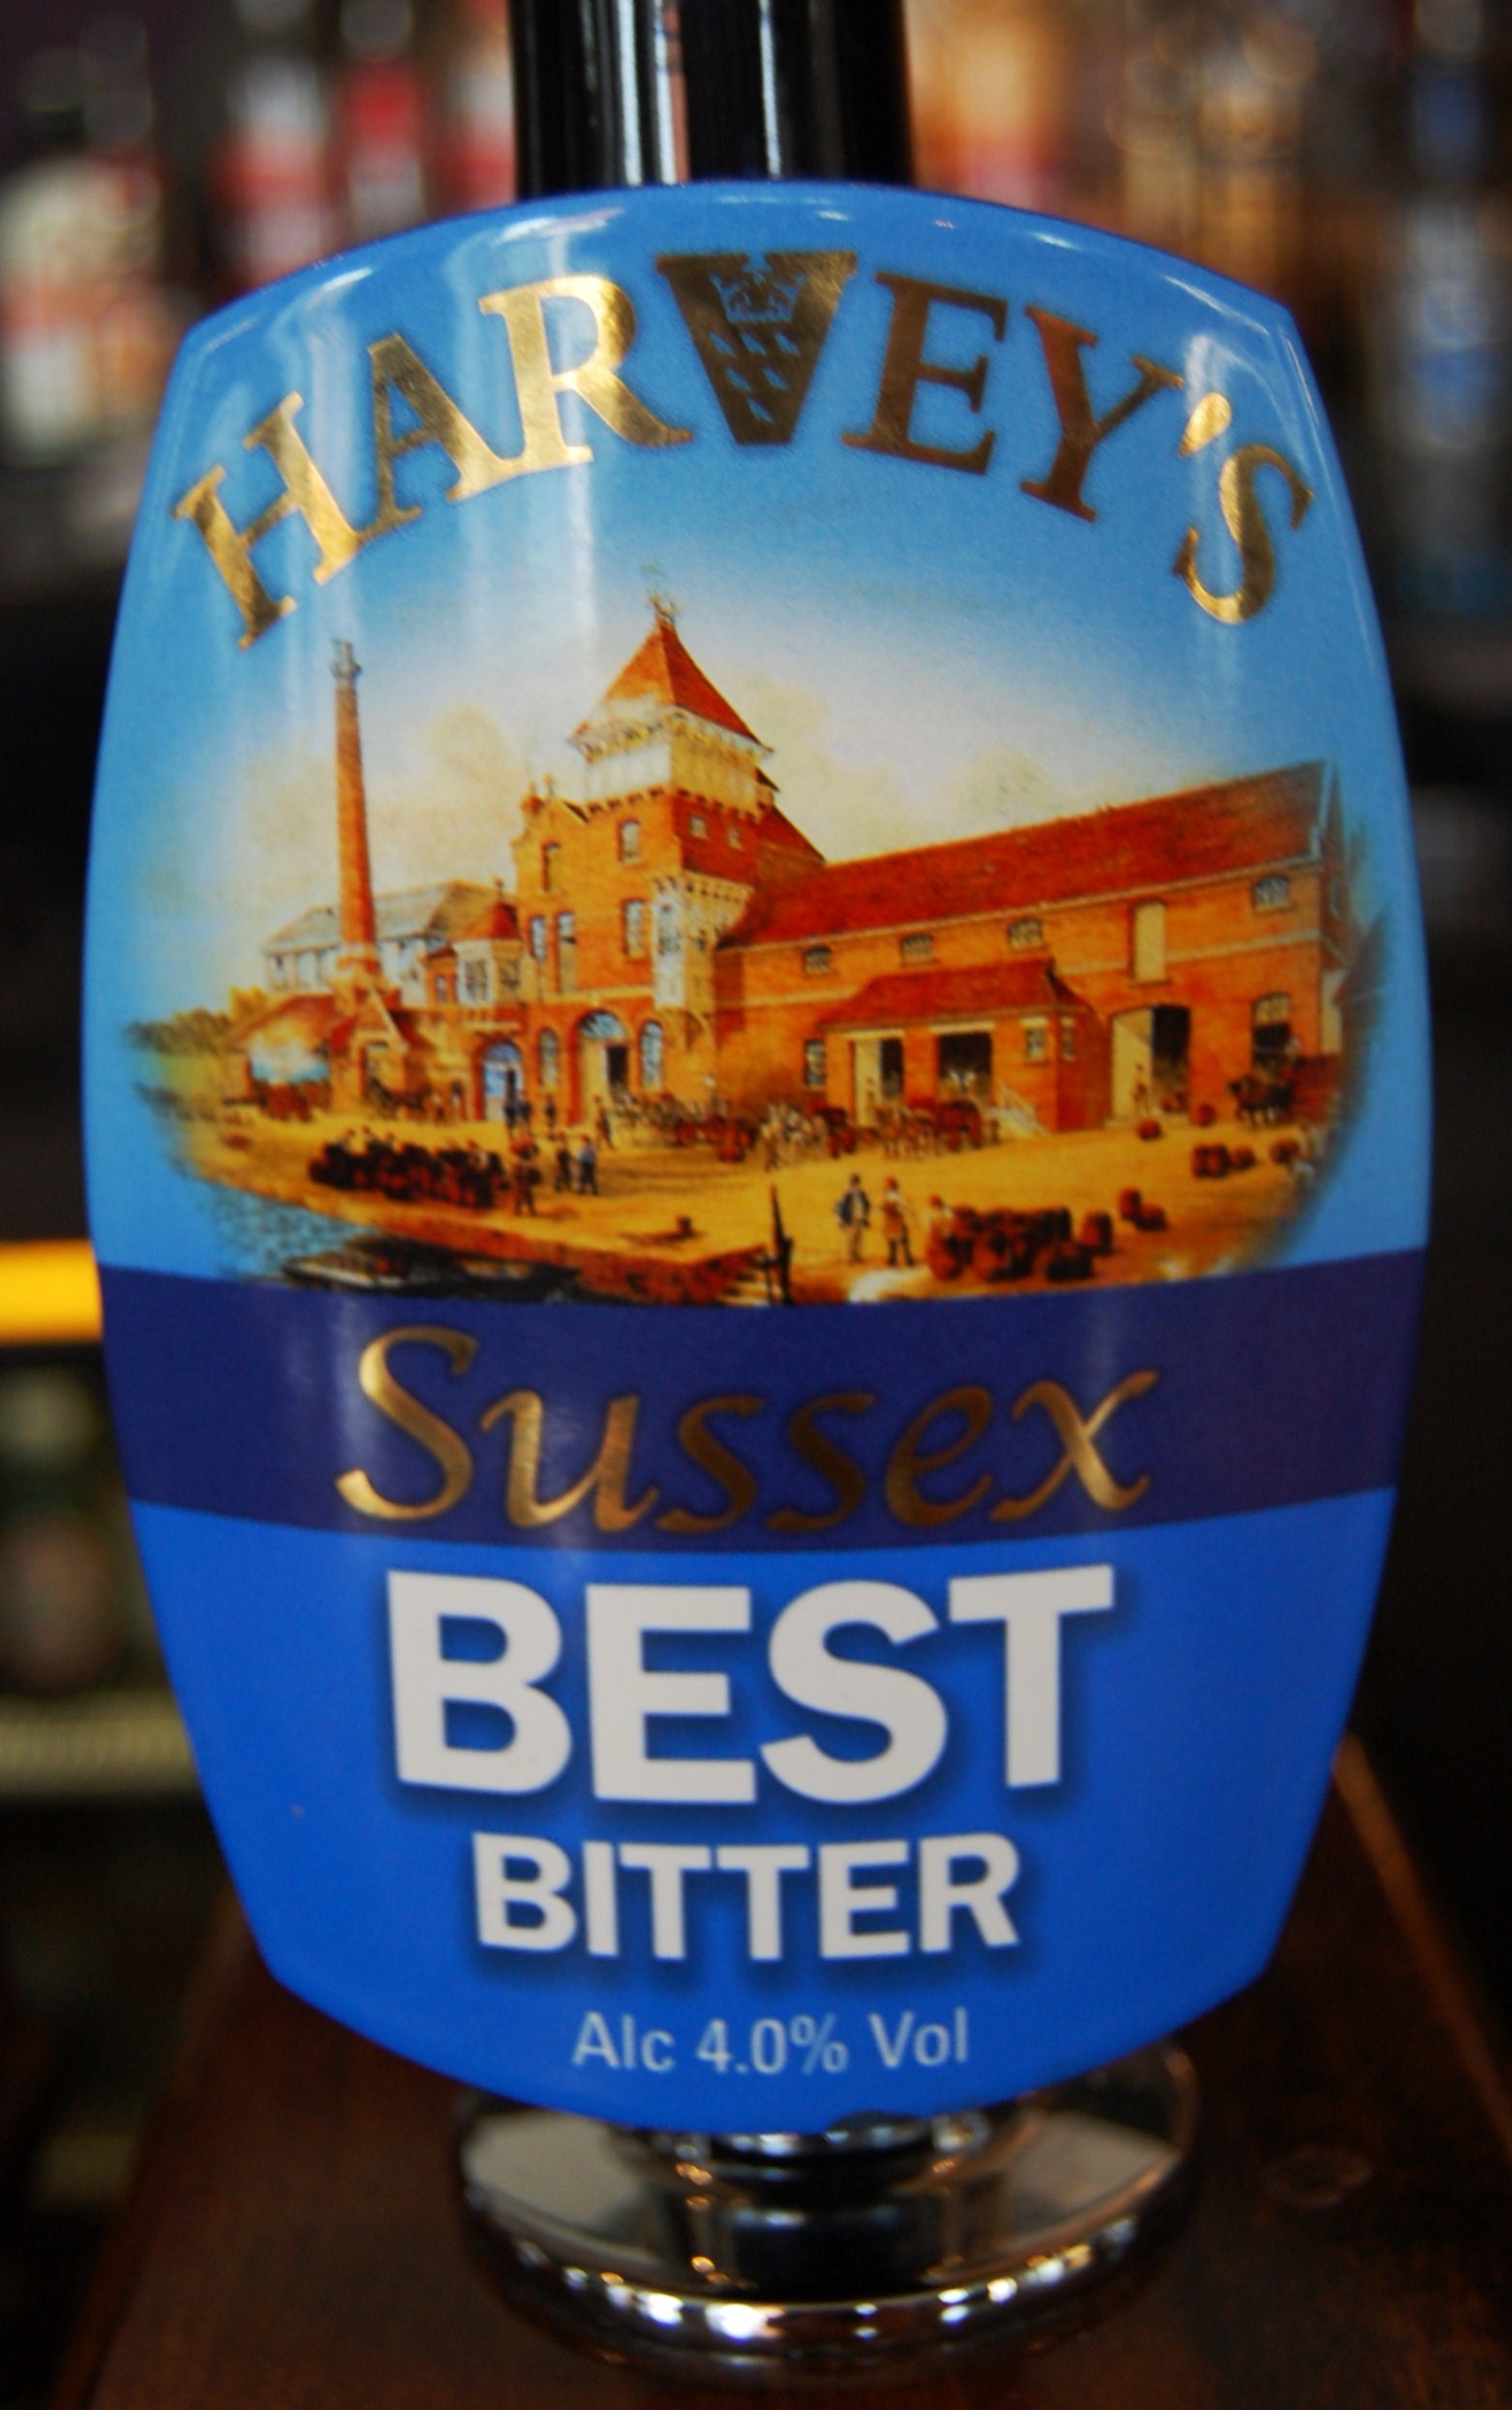 HARVEY'S
Sussex
BEST
BITTER
Alc 4.0% Vol